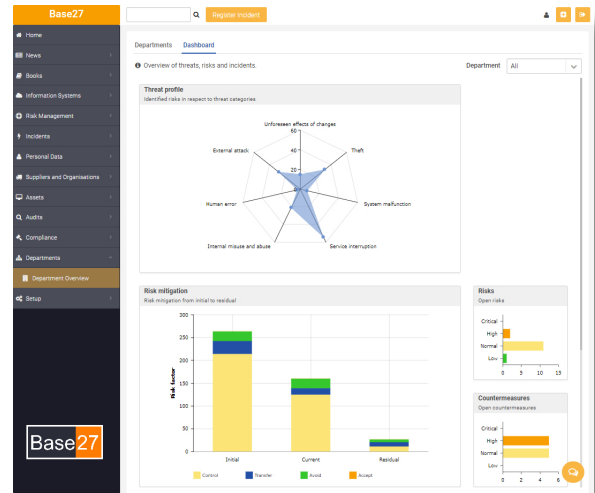 Base27
Register Incident
Home
News
Books
Information Systems
Risk Management
Incidents
Personal Data
Suppliers and Organisations
Assets
Audits
Compliance
Departments
Department Overview
Setup
Base27
Departments Dashboard
Overview of threats, risks and incidents.
Department All
Threat profile
Identified risks in respect to threat categories
Unforeseen effects of changes
60
External attack 40 Theft
20
0
Human error System malfunction
Internal misuse and abuse Service interruption
Risk mitigation
Risk mitigation from initial to residual
300
250
200
150
100
50
0
Risk factor
Initial Current Residual
Control Transfer Avoid Accept
Risks
Open risks
Critical
High
Normal
Low
0 5 10 15
Countermeasures
Open countermeasures
Critical
High
Normal
Low
0 2 4 6